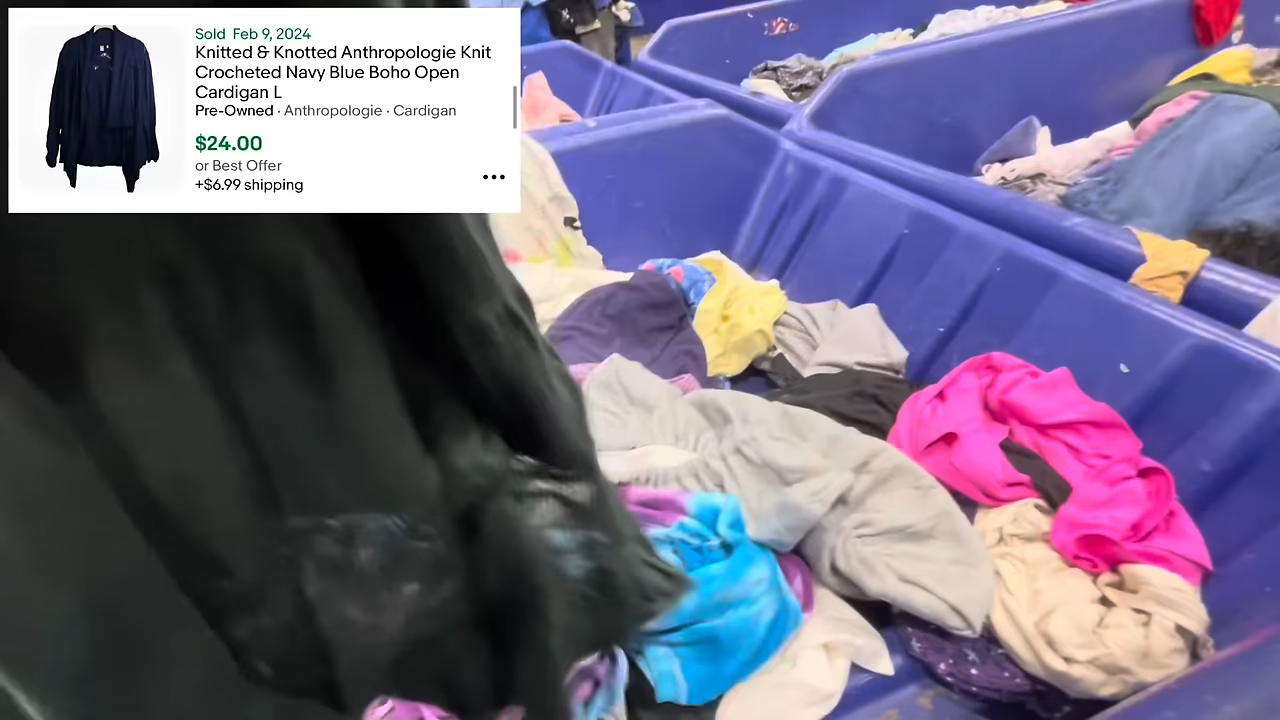 Sold Feb 9, 2024
Knitted & Knotted Anthropologie Knit
Crocheted Navy Blue Boho Open
Cardigan L
Pre-Owned · Anthropologie · Cardigan
$24.00
or Best Offer
+$6.99 shipping